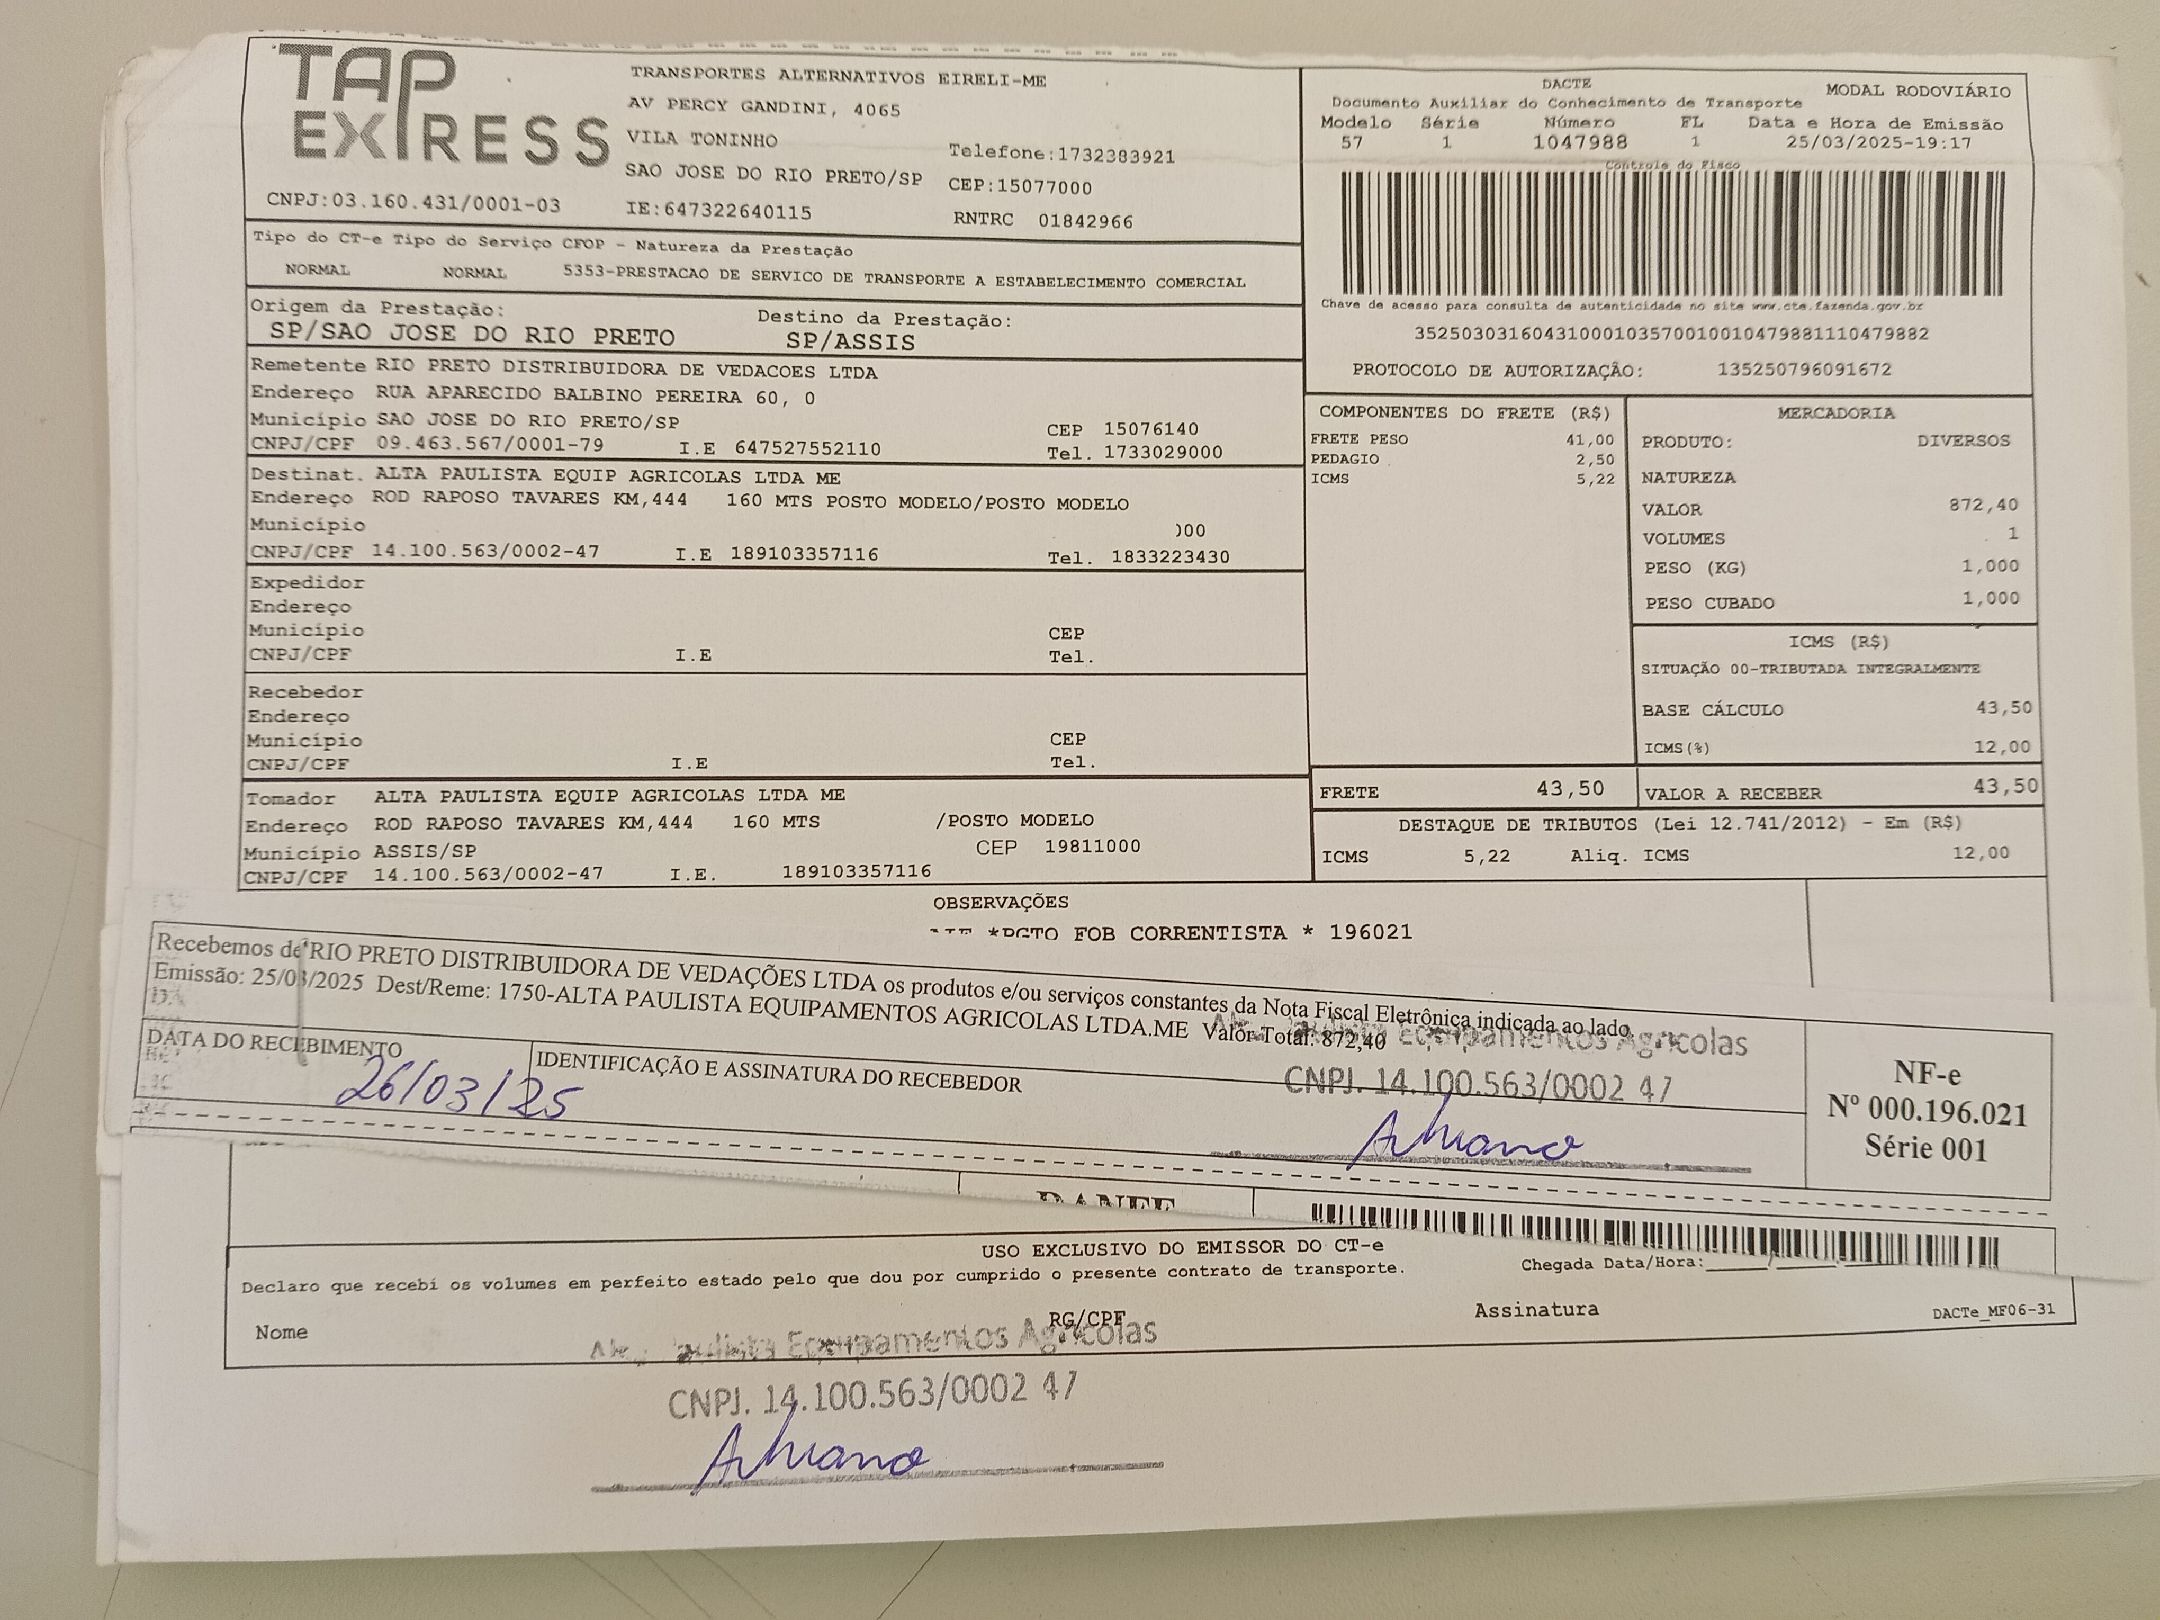 TAP
EXPRESS
TRANSPORTES ALTERNATIVOS EIRELI-ME
AV PERCY GANDINI, 4065
VILA TONINHO
Telefone:1732383921
SAO JOSE DO RIO PRETO/SP CEP:15077000
CNPJ:03.160.431/0001-03 IE:647322640115 RNTRC 01842966
DACTE MODAL RODOVIÁRIO
Documento Auxiliar do Conhecimento de Transporte
Modelo Série Número FL Data e Hora de Emissão
57 1 1047988 1 25/03/2025-19:17
Controle do Fisco
Chave de acesso para consulta de autenticidade no site www.cte.fazenda.gov.br
35250303160431000103570010010479881110479882
PROTOCOLO DE AUTORIZAÇÃO: 135250796091672
Tipo do CT-e Tipo do Serviço CFOP - Natureza da Prestação
NORMAL NORMAL 5353-PRESTACAO DE SERVICO DE TRANSPORTE A ESTABELECIMENTO COMERCIAL
Origem da Prestação: Destino da Prestação:
SP/SAO JOSE DO RIO PRETO SP/ASSIS
Remetente RIO PRETO DISTRIBUIDORA DE VEDACOES LTDA
Endereço RUA APARECIDO BALBINO PEREIRA 60, 0
Município SAO JOSE DO RIO PRETO/SP CEP 15076140
CNPJ/CPF 09.463.567/0001-79 I.E 647527552110 Tel. 1733029000
Destinat. ALTA PAULISTA EQUIP AGRICOLAS LTDA ME
Endereço ROD RAPOSO TAVARES KM,444 160 MTS POSTO MODELO/POSTO MODELO
Município 000
CNPJ/CPF 14.100.563/0002-47 I.E 189103357116 Tel. 1833223430
Expedidor
Endereço
Município CEP
CNPJ/CPF I.E Tel.
Recebedor
Endereço
Município CEP
CNPJ/CPF I.E Tel.
Tomador ALTA PAULISTA EQUIP AGRICOLAS LTDA ME
Endereço ROD RAPOSO TAVARES KM,444 160 MTS /POSTO MODELO
Município ASSIS/SP CEP 19811000
CNPJ/CPF 14.100.563/0002-47 I.E. 189103357116
COMPONENTES DO FRETE (R$)
FRETE PESO 41,00
PEDAGIO 2,50
ICMS 5,22
MERCADORIA
PRODUTO: DIVERSOS
NATUREZA
VALOR 872,40
VOLUMES 1
PESO (KG) 1,000
PESO CUBADO 1,000
ICMS (R$)
SITUAÇÃO 00-TRIBUTADA INTEGRALMENTE
BASE CÁLCULO 43,50
ICMS(%) 12,00
FRETE 43,50 VALOR A RECEBER 43,50
DESTAQUE DE TRIBUTOS (Lei 12.741/2012) - Em (R$)
ICMS 5,22 Aliq. ICMS 12,00
OBSERVAÇÕES
*PGTO FOB CORRENTISTA * 196021
Recebemos de RIO PRETO DISTRIBUIDORA DE VEDAÇÕES LTDA os produtos e/ou serviços constantes da Nota Fiscal Eletrônica indicada ao lado
Emissão: 25/03/2025 Dest/Reme: 1750-ALTA PAULISTA EQUIPAMENTOS AGRICOLAS LTDA.ME Valor Total: 872,40
Paulista Equipamentos Agricolas
DATA DO RECEBIMENTO
26/03/25
IDENTIFICAÇÃO E ASSINATURA DO RECEBEDOR
CNPJ. 14.100.563/0002 47
NF-e
Nº 000.196.021
Série 001
DANFE
USO EXCLUSIVO DO EMISSOR DO CT-e
Declaro que recebí os volumes em perfeito estado pelo que dou por cumprido o presente contrato de transporte. Chegada Data/Hora:
Nome RG/CPF Assinatura DACTe_MF06-31
Paulista Equipamentos Agricolas
CNPJ. 14.100.563/0002 47